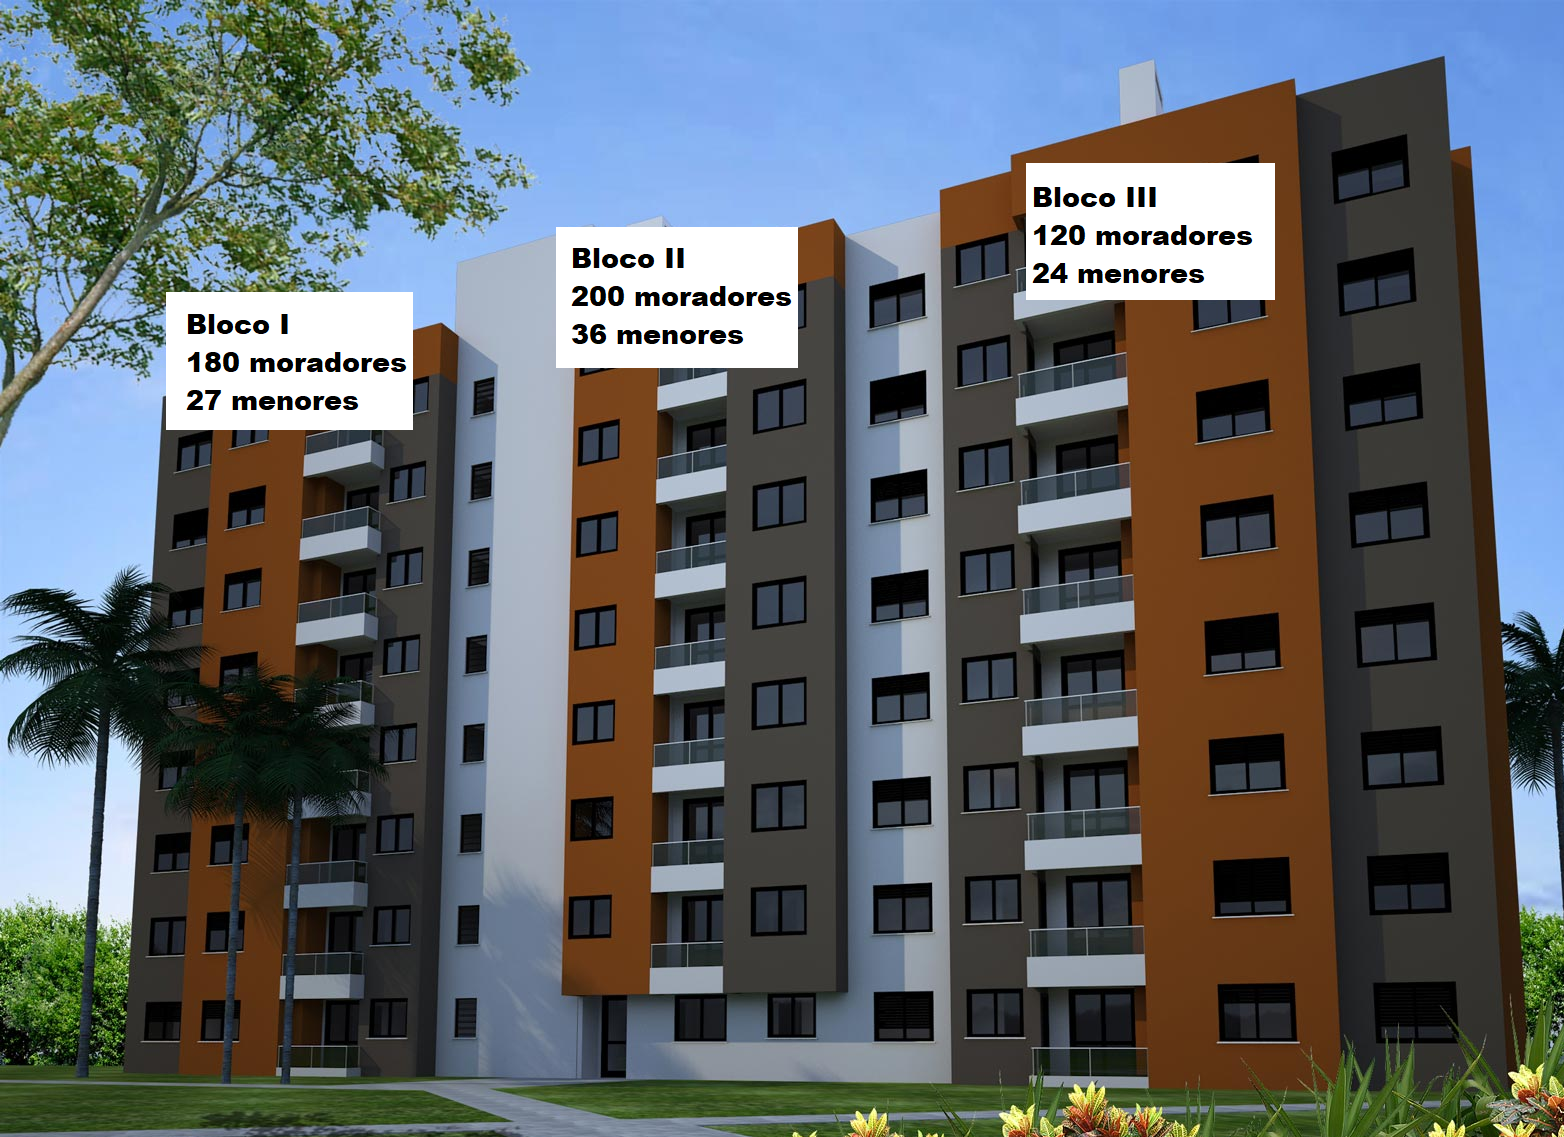 Bloco I
180 moradores
27 menores
Bloco II
200 moradores
36 menores
Bloco III
120 moradores
24 menores